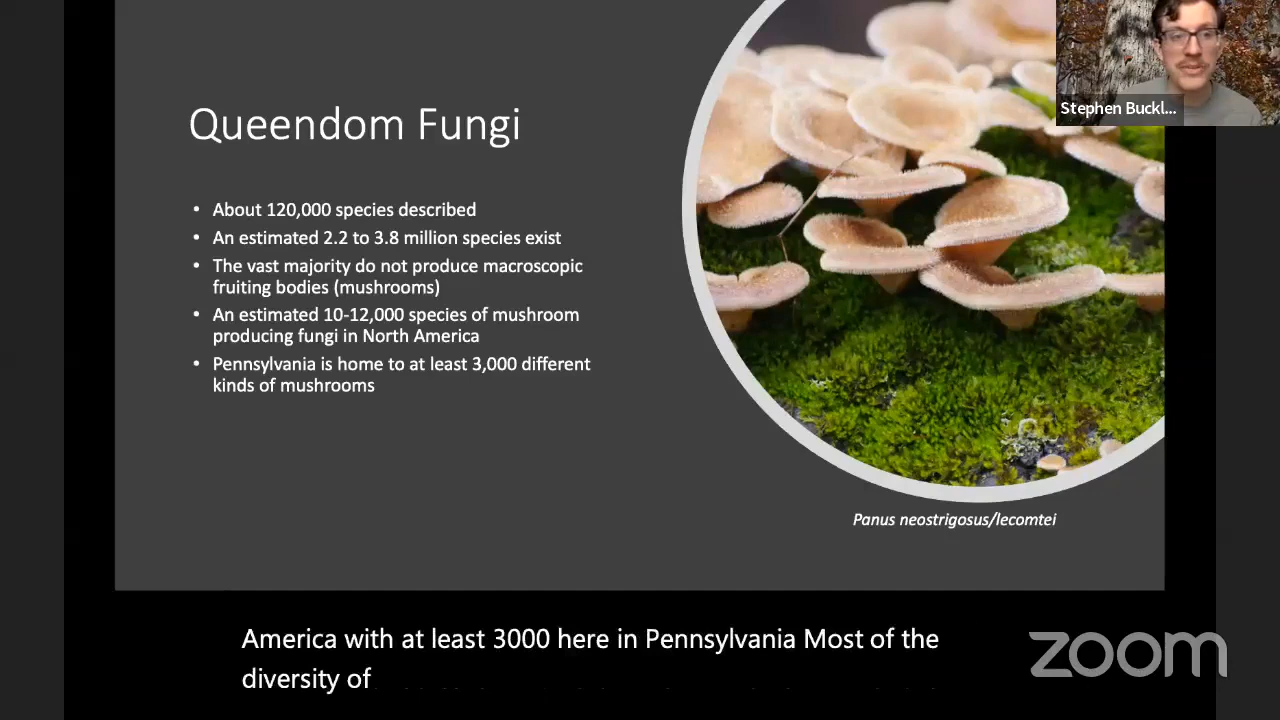 Queendom Fungi
• About 120,000 species described
• An estimated 2.2 to 3.8 million species exist
• The vast majority do not produce macroscopic
fruiting bodies (mushrooms)
• An estimated 10-12,000 species of mushroom
producing fungi in North America
• Pennsylvania is home to at least 3,000 different
kinds of mushrooms
Stephen Buckl...
Panus neostrigosus/lecomtei
America with at least 3000 here in Pennsylvania Most of the
diversity of
zoom